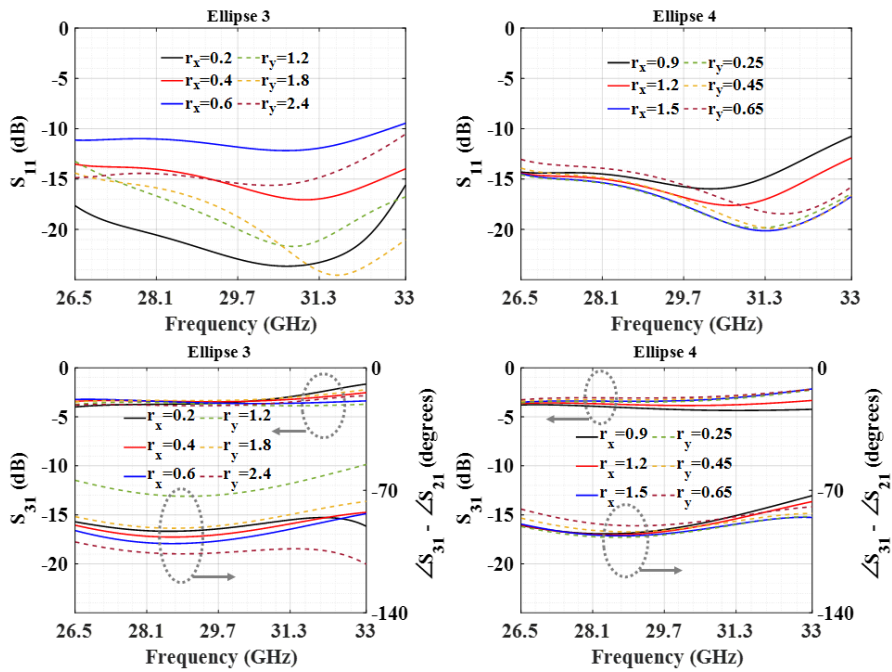 Ellipse 3
0
-5
-10
-15
-20
S11 (dB)
rx=0.2 ry=1.2
rx=0.4 ry=1.8
rx=0.6 ry=2.4
26.5 28.1 29.7 31.3 33
Frequency (GHz)
Ellipse 4
0
-5
-10
-15
-20
S11 (dB)
rx=0.9 ry=0.25
rx=1.2 ry=0.45
rx=1.5 ry=0.65
26.5 28.1 29.7 31.3 33
Frequency (GHz)
Ellipse 3
0
-5
-10
-15
-20
S31 (dB)
rx=0.2 ry=1.2
rx=0.4 ry=1.8
rx=0.6 ry=2.4
0
-70
-140
∠S31 - ∠S21 (degrees)
26.5 28.1 29.7 31.3 33
Frequency (GHz)
Ellipse 4
0
-5
-10
-15
-20
S31 (dB)
rx=0.9 ry=0.25
rx=1.2 ry=0.45
rx=1.5 ry=0.65
0
-70
-140
∠S31 - ∠S21 (degrees)
26.5 28.1 29.7 31.3 33
Frequency (GHz)